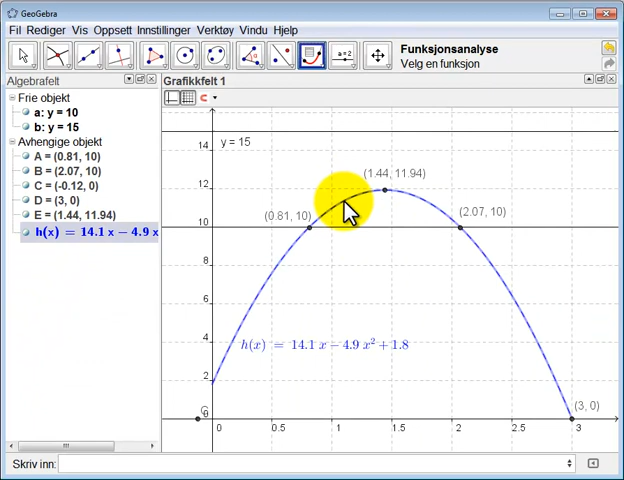 GeoGebra
Fil Rediger Vis Oppsett Innstillinger Verktøy Vindu Hjelp
a=2
Funksjonsanalyse
Velg en funksjon
Algebrafelt
Grafikkfelt 1
Frie objekt
a: y = 10
b: y = 15
Avhengige objekt
A = (0.81, 10)
B = (2.07, 10)
C = (-0.12, 0)
D = (3, 0)
E = (1.44, 11.94)
h(x) = 14.1 x − 4.9 x
14
y = 15
(1.44, 11.94)
12
(0.81, 10)
(2.07, 10)
10
8
6
4
h(x) = 14.1 x − 4.9 x² + 1.8
2
C
(3, 0)
0
0 0.5 1 1.5 2 2.5 3
Skriv inn: